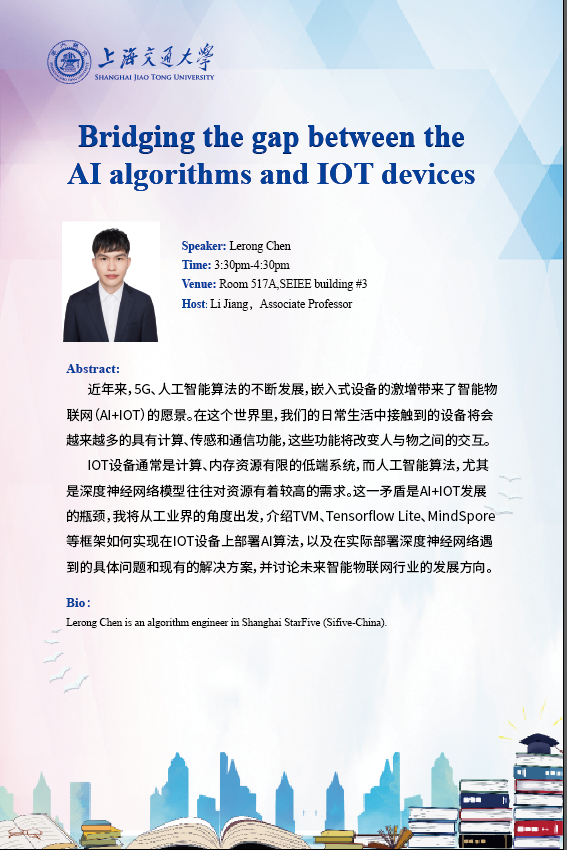 上海交通大学
SHANGHAI JIAO TONG UNIVERSITY
Bridging the gap between the
AI algorithms and IOT devices
Speaker: Lerong Chen
Time: 3:30pm-4:30pm
Venue: Room 517A,SEIEE building #3
Host: Li Jiang，Associate Professor
Abstract:
近年来，5G、人工智能算法的不断发展，嵌入式设备的激增带来了智能物
联网（AI+IOT）的愿景。在这个世界里，我们的日常生活中接触到的设备将会
越来越多的具有计算、传感和通信功能，这些功能将改变人与物之间的交互。
IOT设备通常是计算、内存资源有限的低端系统，而人工智能算法，尤其
是深度神经网络模型往往对资源有着较高的需求。这一矛盾是AI+IOT发展
的瓶颈，我将从工业界的角度出发，介绍TVM、Tensorflow Lite、MindSpore
等框架如何实现在IOT设备上部署AI算法，以及在实际部署深度神经网络遇
到的具体问题和现有的解决方案，并讨论未来智能物联网行业的发展方向。
Bio：
Lerong Chen is an algorithm engineer in Shanghai StarFive (Sifive-China).